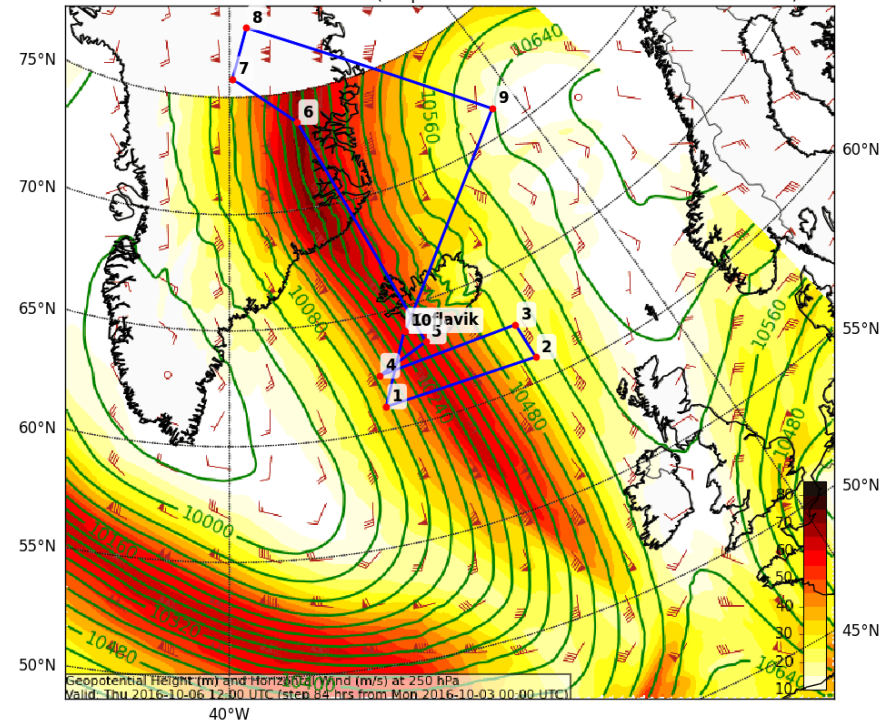 8
10640
75°N
7
9
10560
6
60°N
70°N
10080
65°N
10 lavik
3
5
2
10560
55°N
4
1
10480
60°N
10480
50°N
80
70
10000
60
55°N
50
40
45°N
30
10480
20
50°N
10640
10
Geopotential Height (m) and Horizontal Wind (m/s) at 250 hPa
Valid: Thu 2016-10-06 12:00 UTC (step 84 hrs from Mon 2016-10-03 00:00 UTC)
40°W